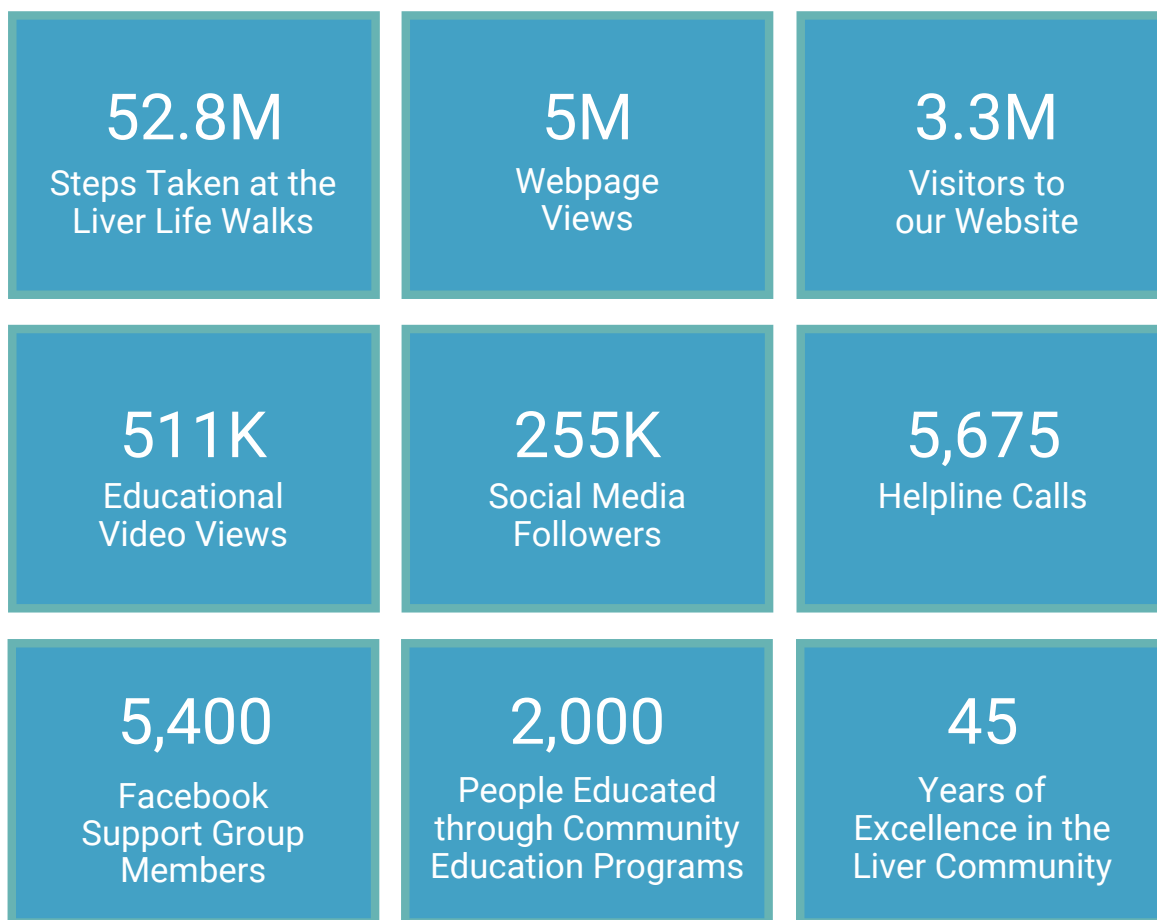 52.8M
Steps Taken at the
Liver Life Walks
5M
Webpage
Views
3.3M
Visitors to
our Website
511K
Educational
Video Views
255K
Social Media
Followers
5,675
Helpline Calls
5,400
Facebook
Support Group
Members
2,000
People Educated
through Community
Education Programs
45
Years of
Excellence in the
Liver Community